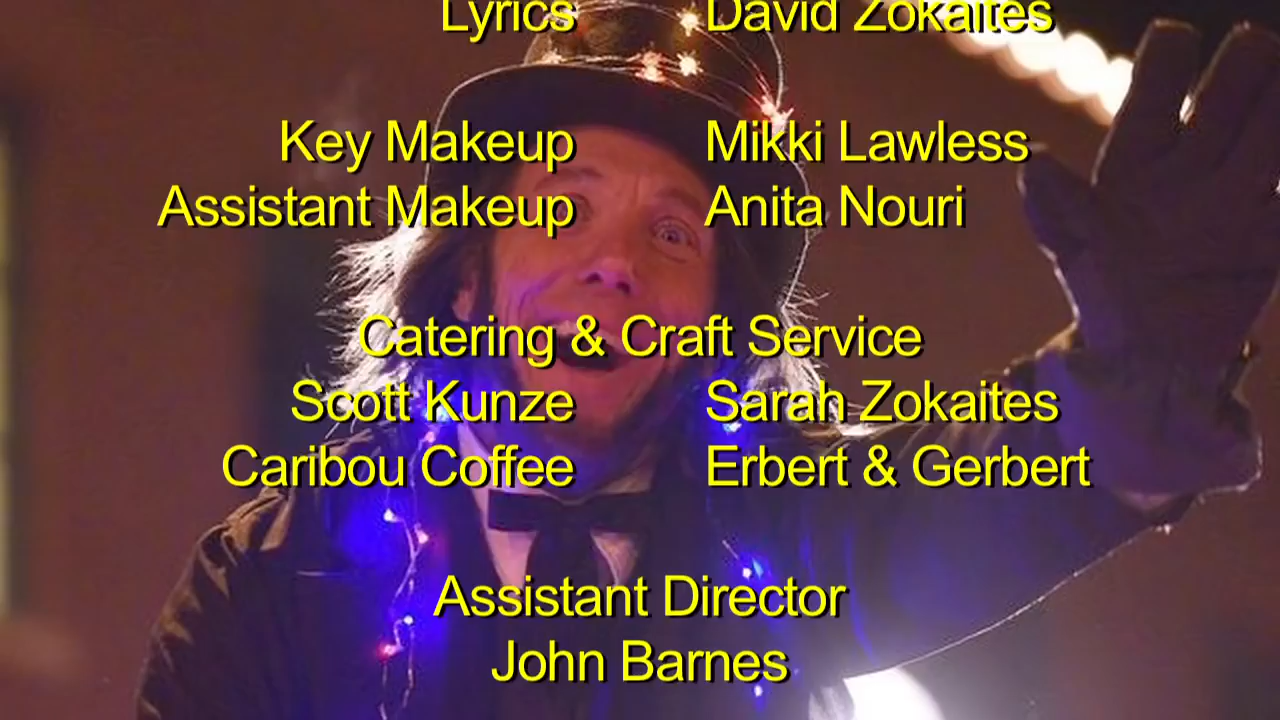 Lyrics David Zokaites
Key Makeup Mikki Lawless
Assistant Makeup Anita Nouri
Catering & Craft Service
Scott Kunze Sarah Zokaites
Caribou Coffee Erbert & Gerbert
Assistant Director
John Barnes